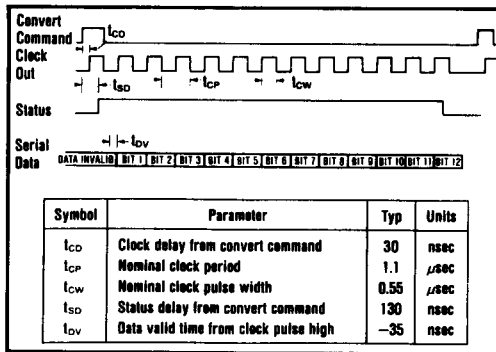 Convert
Command
tCD
Clock
Out
tSD
tCP
tCW
Status
tDV
Serial
Data
DATA INVALID BIT 1 BIT 2 BIT 3 BIT 4 BIT 5 BIT 6 BIT 7 BIT 8 BIT 9 BIT 10 BIT 11 BIT 12
Symbol Parameter Typ Units
tCD Clock delay from convert command 30 nsec
tCP Nominal clock period 1.1 μsec
tCW Nominal clock pulse width 0.55 μsec
tSD Status delay from convert command 130 nsec
tDV Data valid time from clock pulse high −35 nsec